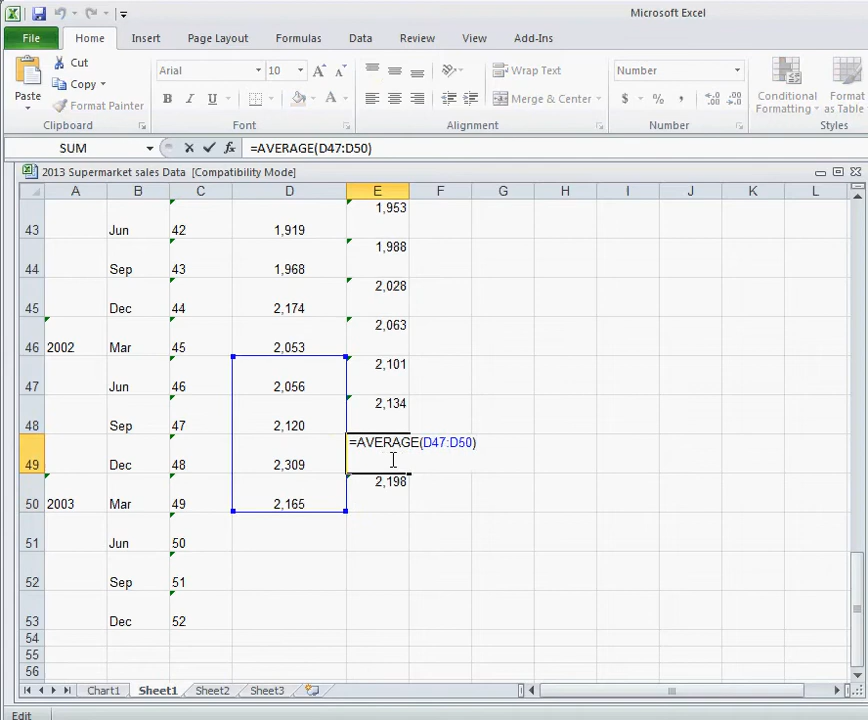 Microsoft Excel
File Home Insert Page Layout Formulas Data Review View Add-Ins
Paste
Cut
Copy
Format Painter
Clipboard
Arial 10
B I U
Font
Wrap Text
Merge & Center
Alignment
Number
$ % ,
Number
Conditional
Formatting
Format
as Table
Styles
SUM fx =AVERAGE(D47:D50)
2013 Supermarket sales Data [Compatibility Mode]
A B C D E F G H I J K L
1,953
43 Jun 42 1,919
1,988
44 Sep 43 1,968
2,028
45 Dec 44 2,174
2,063
46 2002 Mar 45 2,053
2,101
47 Jun 46 2,056
2,134
48 Sep 47 2,120
=AVERAGE(D47:D50)
49 Dec 48 2,309
2,198
50 2003 Mar 49 2,165
51 Jun 50
52 Sep 51
53 Dec 52
54
55
56
Chart1 Sheet1 Sheet2 Sheet3
Edit